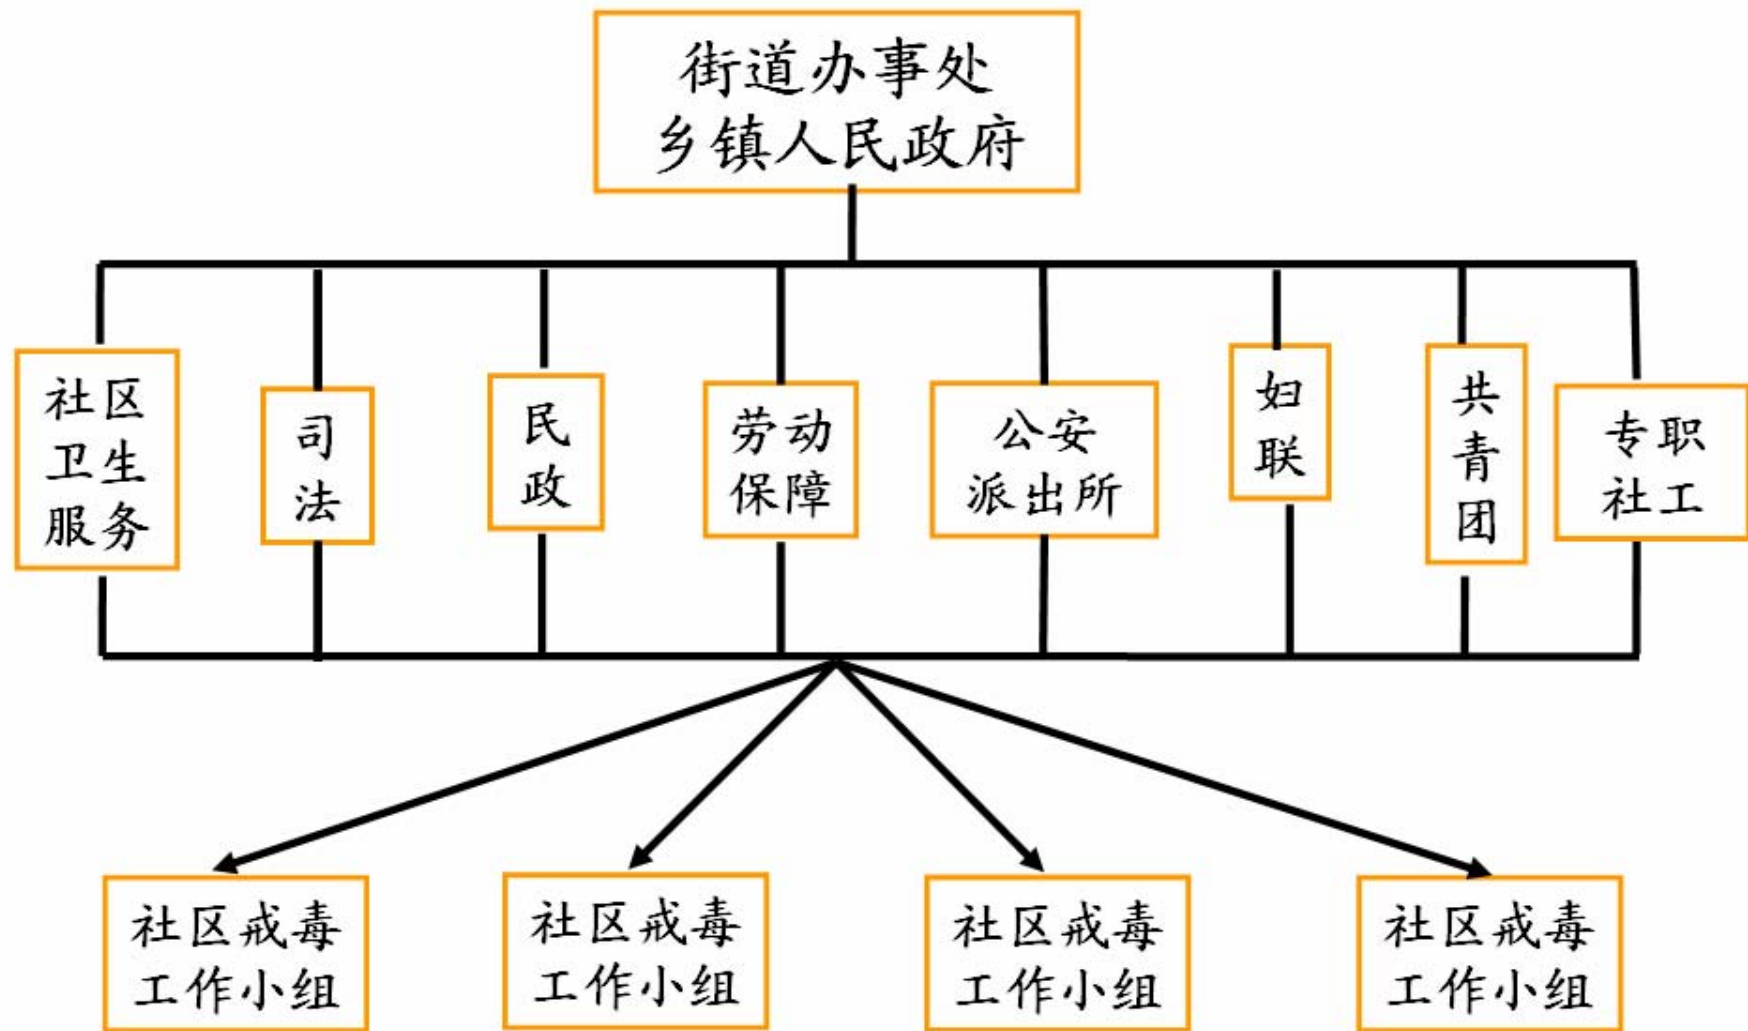 街道办事处
乡镇人民政府
社区
卫生
服务
司
法
民
政
劳动
保障
公安
派出所
妇
联
共
青
团
专职
社工
社区戒毒
工作小组
社区戒毒
工作小组
社区戒毒
工作小组
社区戒毒
工作小组